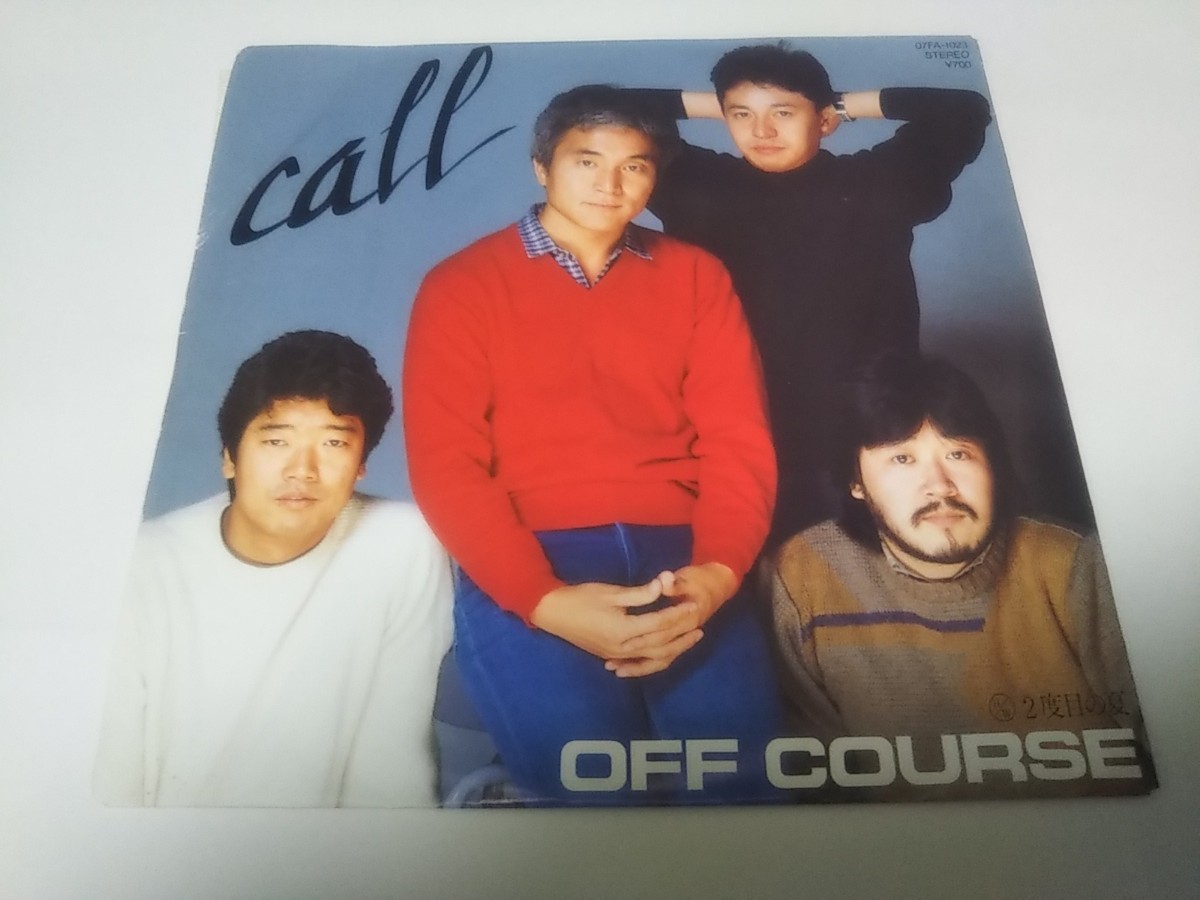 call
07FA-1023
STEREO
¥700
2度目の夏
OFF COURSE